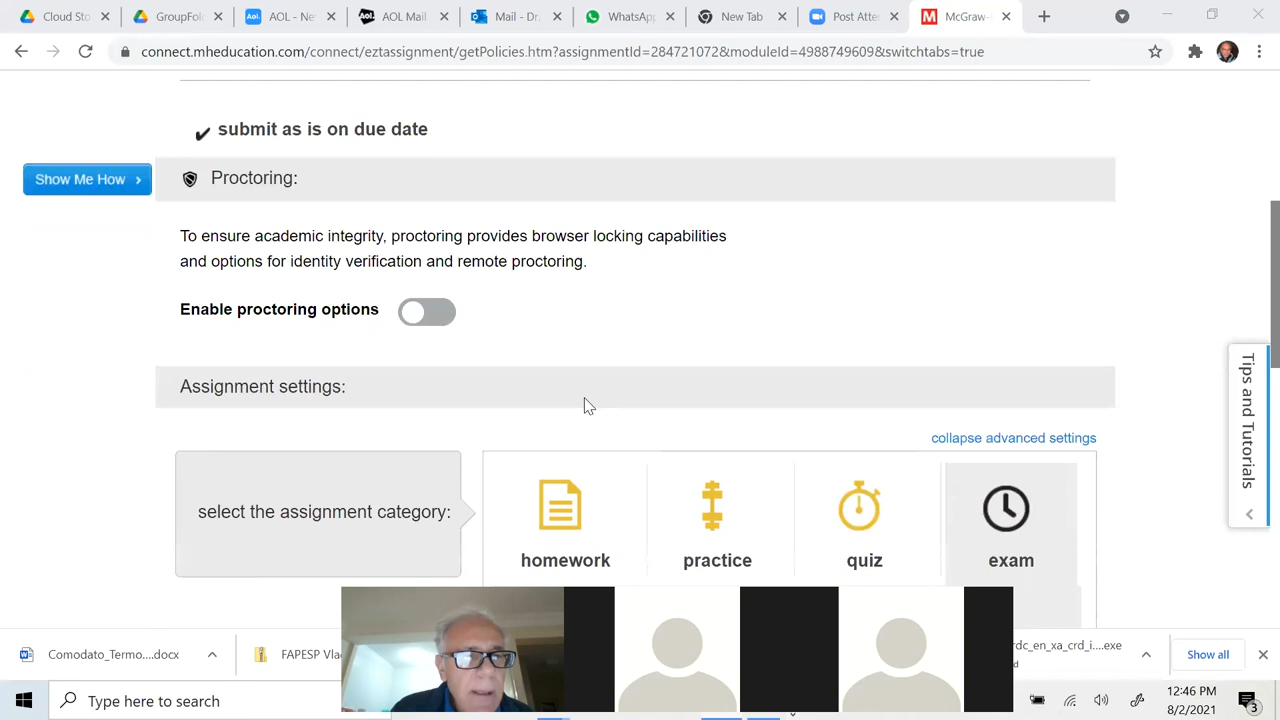 Cloud St
GroupFol
AOL - Ne
AOL Mail
Mail - Dr
WhatsApp
New Tab
Post Atte
McGraw-
connect.mheducation.com/connect/eztassignment/getPolicies.htm?assignmentId=284721072&moduleId=4988749609&switchtabs=true
submit as is on due date
Show Me How
Proctoring:
To ensure academic integrity, proctoring provides browser locking capabilities
and options for identity verification and remote proctoring.
Enable proctoring options
Tips and Tutorials
Assignment settings:
collapse advanced settings
select the assignment category:
homework
practice
quiz
exam
Comodato_Termo....docx
FAPES
rdc_en_xa_crd_i....exe
Show all
Type here to search
12:46 PM
8/2/2021
3